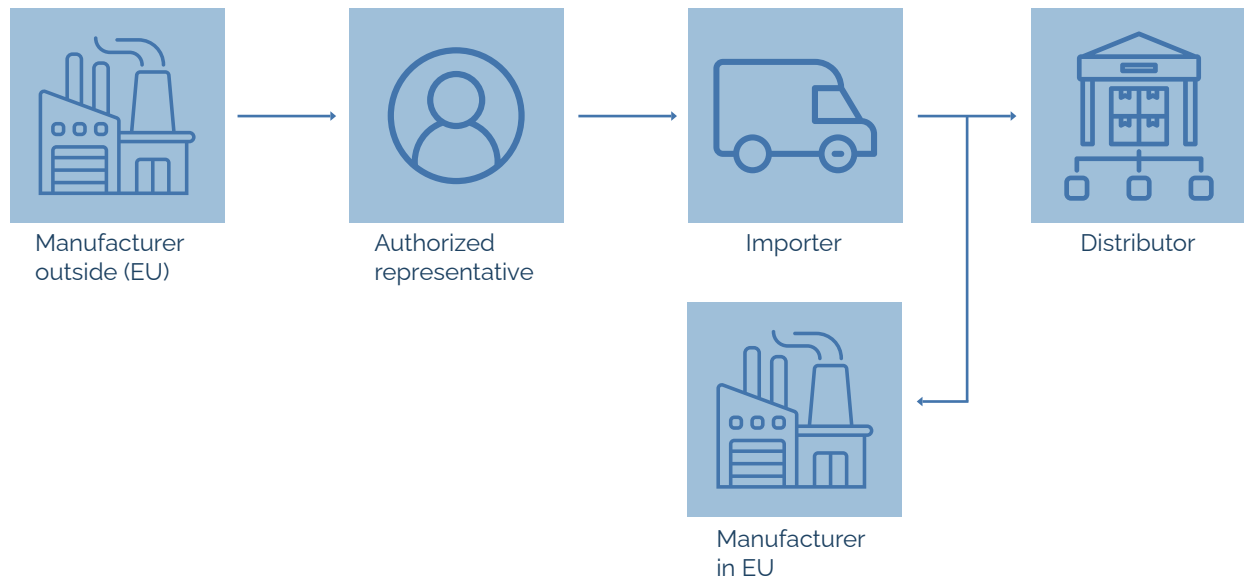 Manufacturer
outside (EU)
Authorized
representative
Importer
Distributor
Manufacturer
in EU